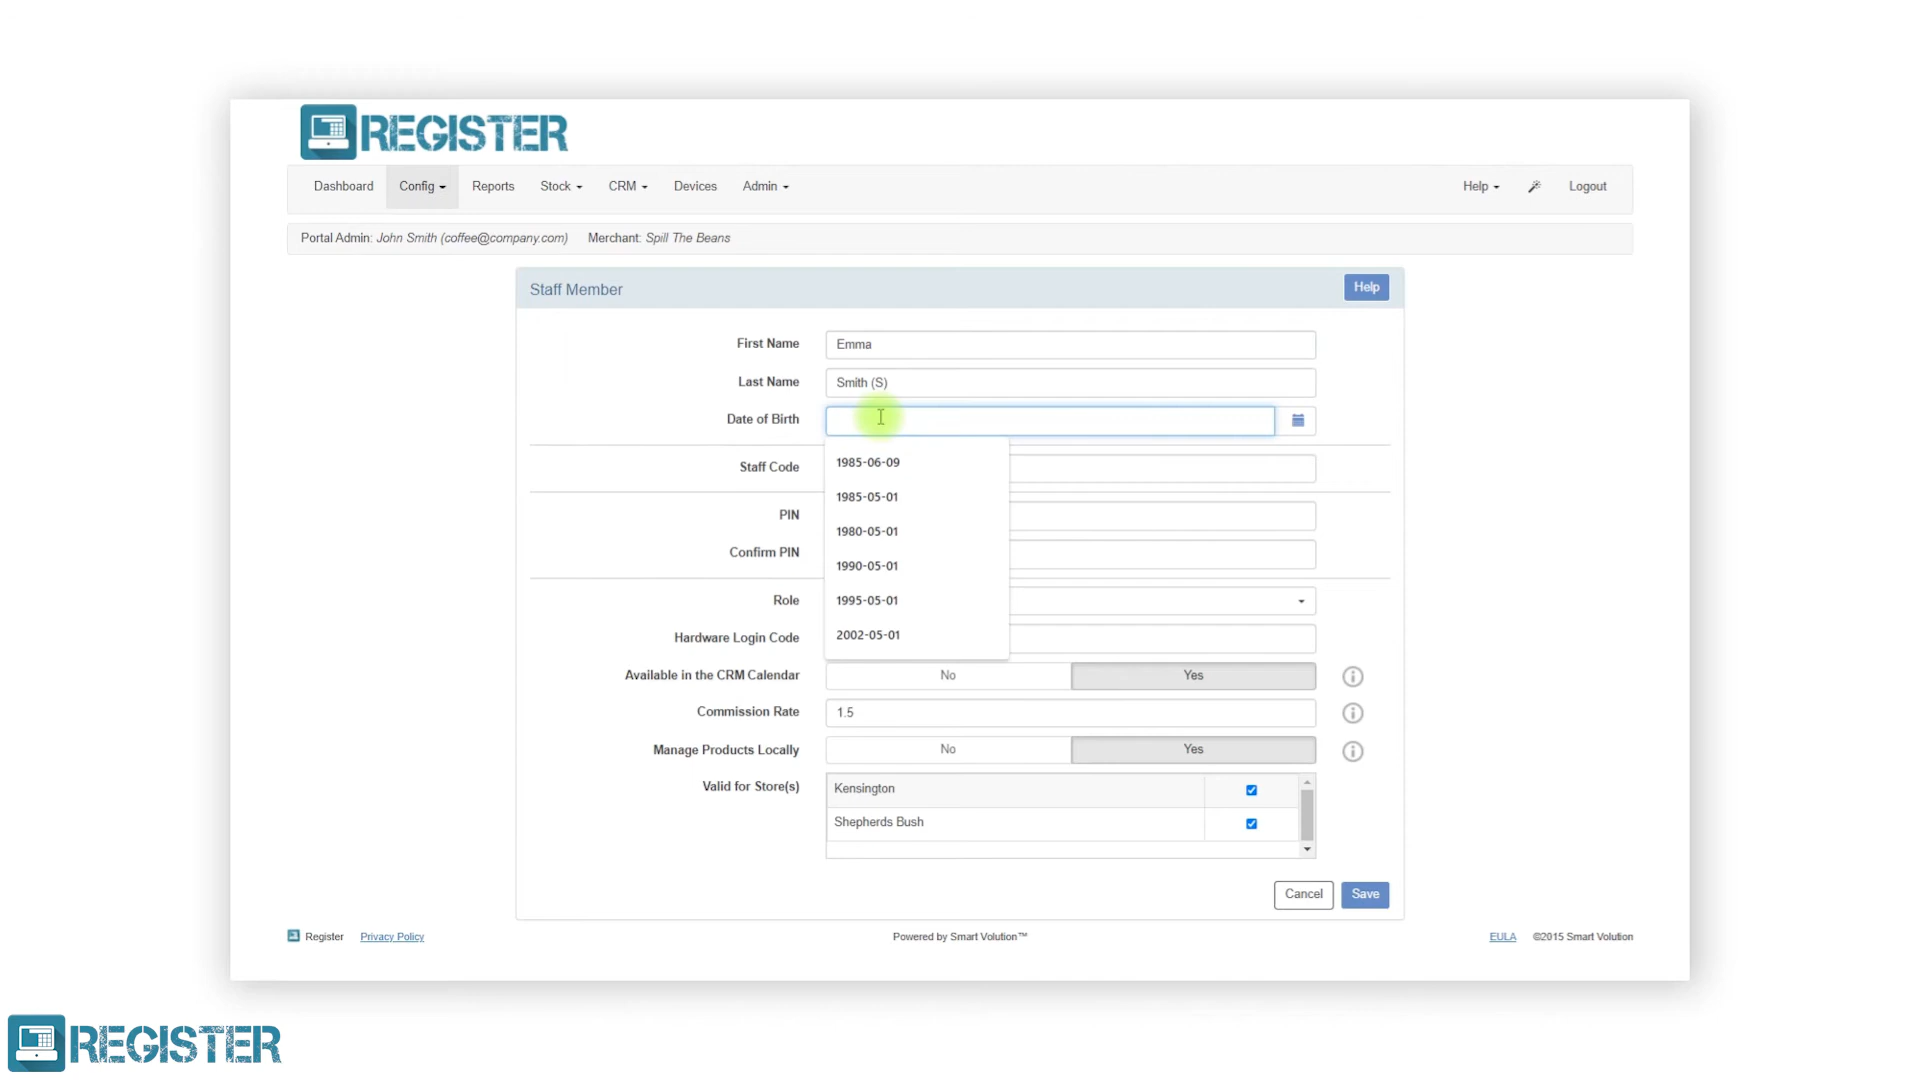 REGISTER
Dashboard Config Reports Stock CRM Devices Admin Help Logout
Portal Admin: John Smith (coffee@company.com) Merchant: Spill The Beans
Staff Member Help
First Name Emma
Last Name Smith (S)
Date of Birth
1985-06-09
Staff Code
1985-05-01
PIN
1980-05-01
Confirm PIN
1990-05-01
Role 1995-05-01
Hardware Login Code 2002-05-01
Available in the CRM Calendar No Yes
Commission Rate 1.5
Manage Products Locally No Yes
Valid for Store(s) Kensington
Shepherds Bush
Cancel Save
Register Privacy Policy Powered by Smart Volution™ EULA ©2015 Smart Volution
REGISTER